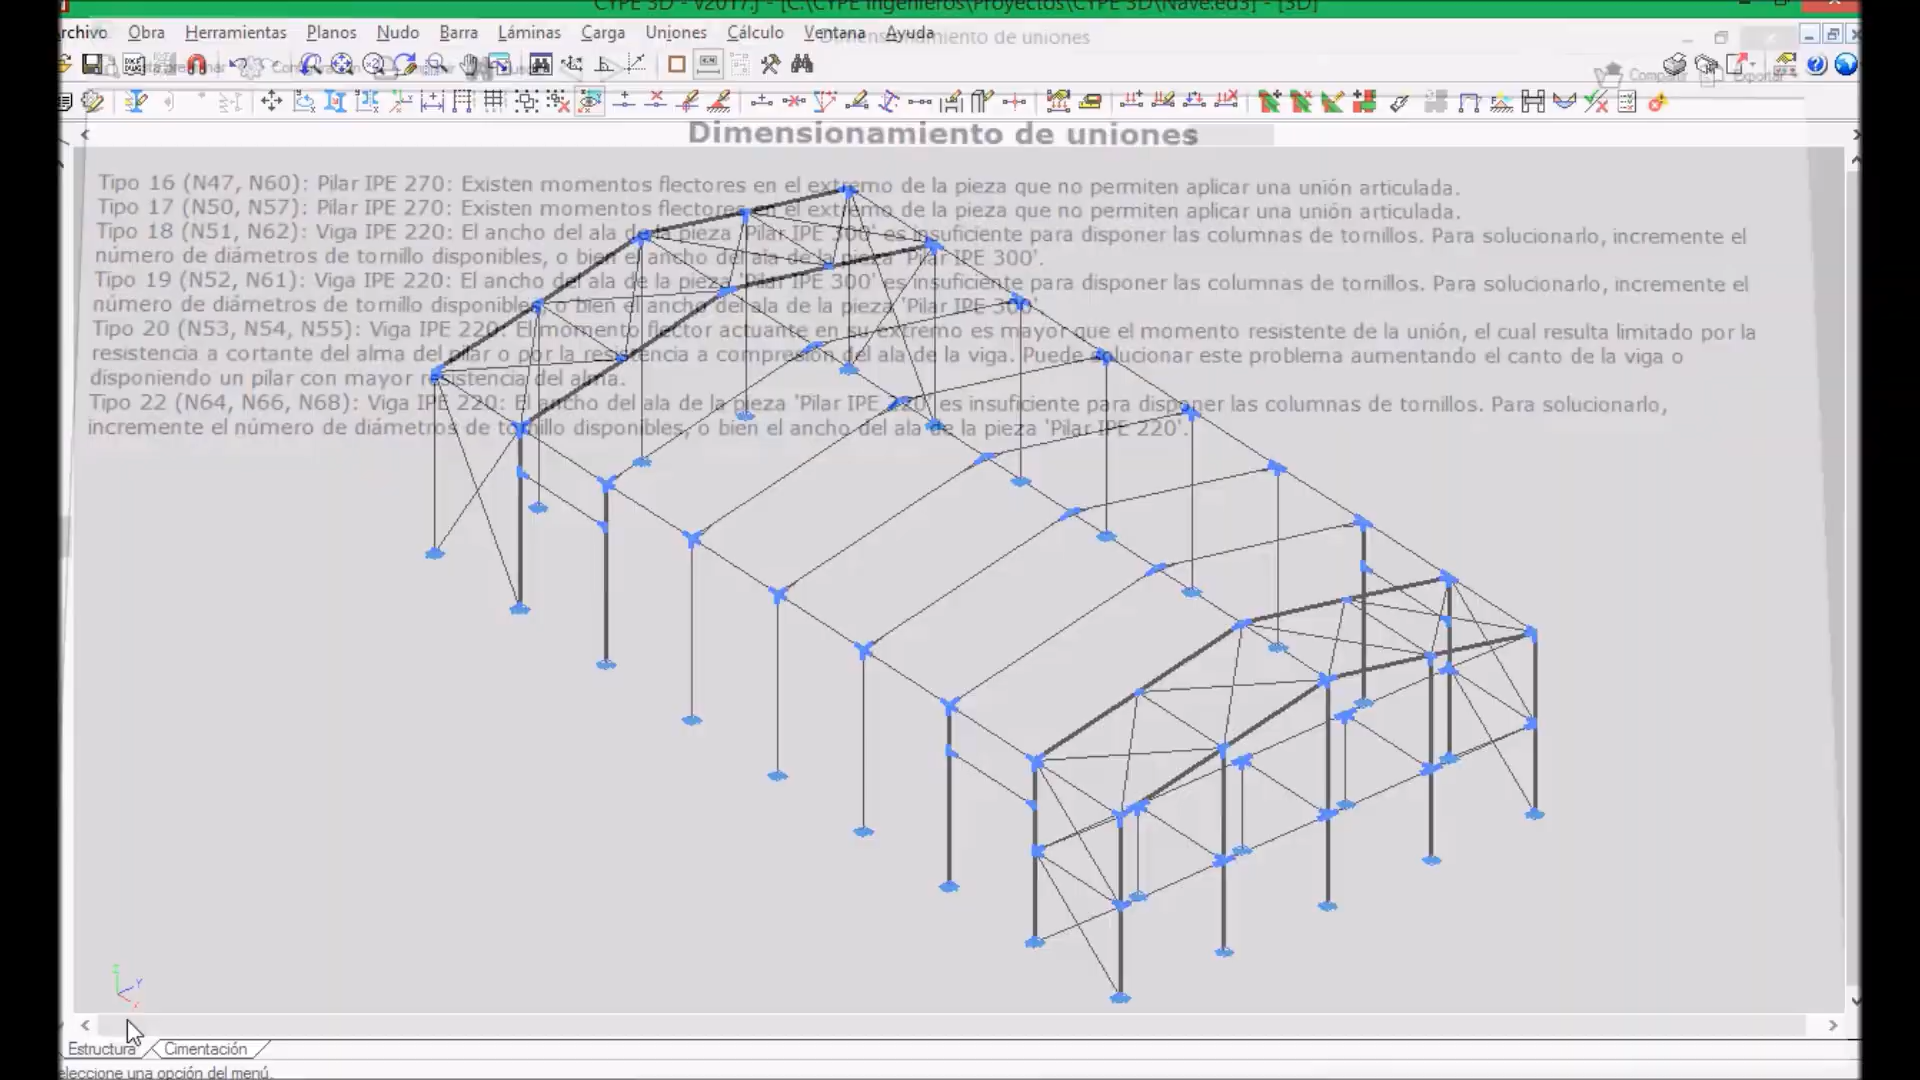 CYPE 3D - v2017.j - [C:\CYPE Ingenieros\Proyectos\CYPE 3D\Nave.ed3] - [3D]
Archivo Obra Herramientas Planos Nudo Barra Láminas Carga Uniones Cálculo Ventana Ayuda
Dimensionamiento de uniones
Dimensionamiento de uniones
Tipo 16 (N47, N60): Pilar IPE 270: Existen momentos flectores en el extremo de la pieza que no permiten aplicar una unión articulada.
Tipo 17 (N50, N57): Pilar IPE 270: Existen momentos flectores en el extremo de la pieza que no permiten aplicar una unión articulada.
Tipo 18 (N51, N62): Viga IPE 220: El ancho del ala de la pieza 'Pilar IPE 300' es insuficiente para disponer las columnas de tornillos. Para solucionarlo, incremente el
número de diámetros de tornillo disponibles, o bien el ancho del ala de la pieza 'Pilar IPE 300'.
Tipo 19 (N52, N61): Viga IPE 220: El ancho del ala de la pieza 'Pilar IPE 300' es insuficiente para disponer las columnas de tornillos. Para solucionarlo, incremente el
número de diámetros de tornillo disponibles, o bien el ancho del ala de la pieza 'Pilar IPE 300'.
Tipo 20 (N53, N54, N55): Viga IPE 220: El momento flector actuante en su extremo es mayor que el momento resistente de la unión, el cual resulta limitado por la
resistencia a cortante del alma del pilar o por la resistencia a compresión del ala de la viga. Puede solucionar este problema aumentando el canto de la viga o
disponiendo un pilar con mayor resistencia del alma.
Tipo 22 (N64, N66, N68): Viga IPE 220: El ancho del ala de la pieza 'Pilar IPE 220' es insuficiente para disponer las columnas de tornillos. Para solucionarlo,
incremente el número de diámetros de tornillo disponibles, o bien el ancho del ala de la pieza 'Pilar IPE 220'.
Estructura Cimentación
eleccione una opción del menú.